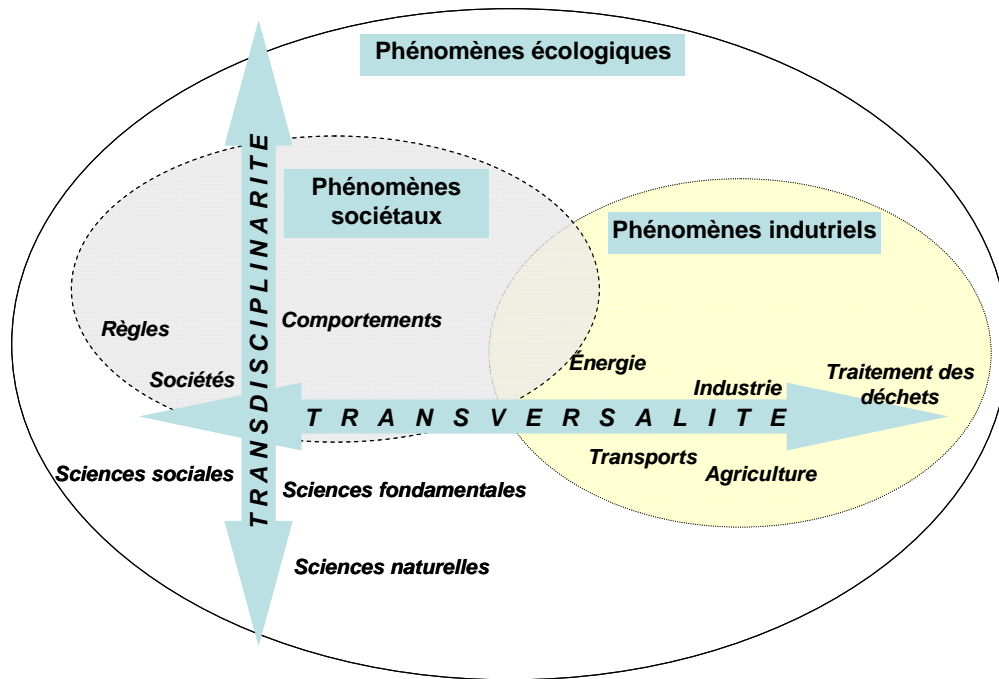 Phénomènes écologiques
Phénomènes
sociétaux
Phénomènes indutriels
TRANSDISCIPLINARITE
Règles
Comportements
Sociétés
Énergie
Industrie
Traitement des
déchets
TRANSVERSALITE
Transports
Agriculture
Sciences sociales
Sciences fondamentales
Sciences naturelles